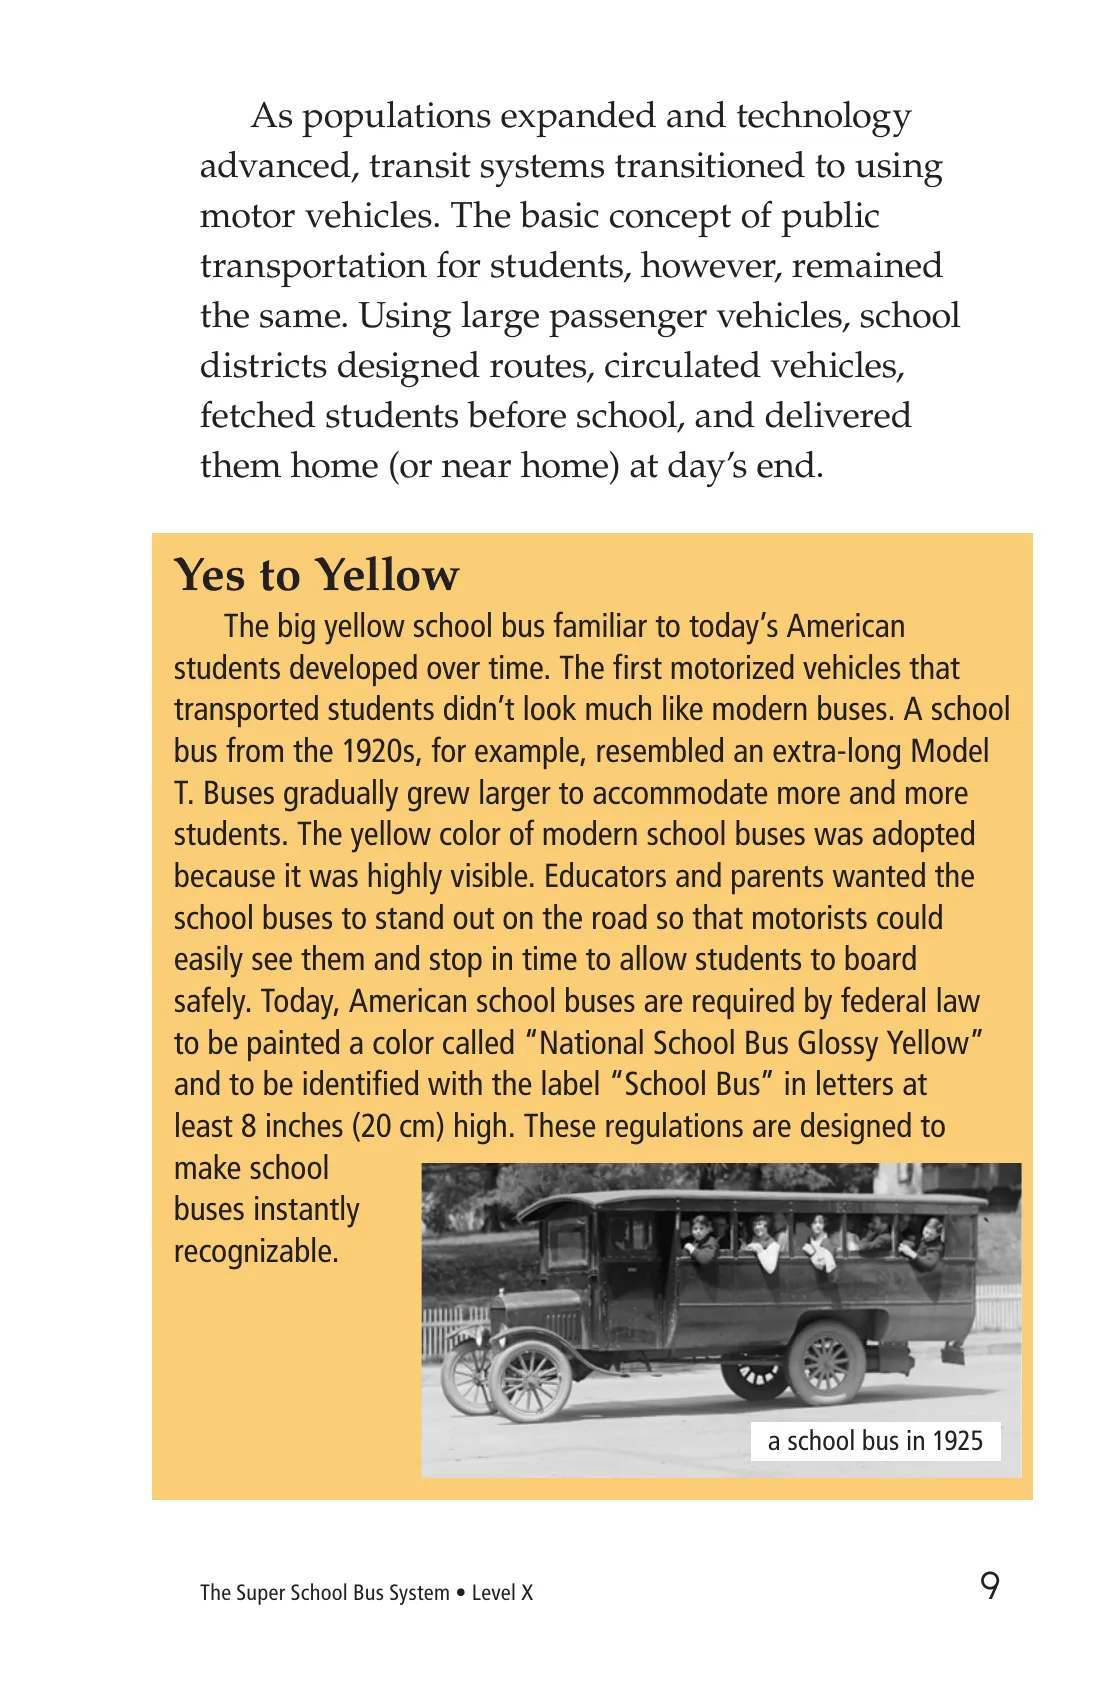 As populations expanded and technology
advanced, transit systems transitioned to using
motor vehicles. The basic concept of public
transportation for students, however, remained
the same. Using large passenger vehicles, school
districts designed routes, circulated vehicles,
fetched students before school, and delivered
them home (or near home) at day’s end.
Yes to Yellow
The big yellow school bus familiar to today’s American
students developed over time. The first motorized vehicles that
transported students didn’t look much like modern buses. A school
bus from the 1920s, for example, resembled an extra-long Model
T. Buses gradually grew larger to accommodate more and more
students. The yellow color of modern school buses was adopted
because it was highly visible. Educators and parents wanted the
school buses to stand out on the road so that motorists could
easily see them and stop in time to allow students to board
safely. Today, American school buses are required by federal law
to be painted a color called “National School Bus Glossy Yellow”
and to be identified with the label “School Bus” in letters at
least 8 inches (20 cm) high. These regulations are designed to
make school
buses instantly
recognizable.
a school bus in 1925
The Super School Bus System • Level X
9